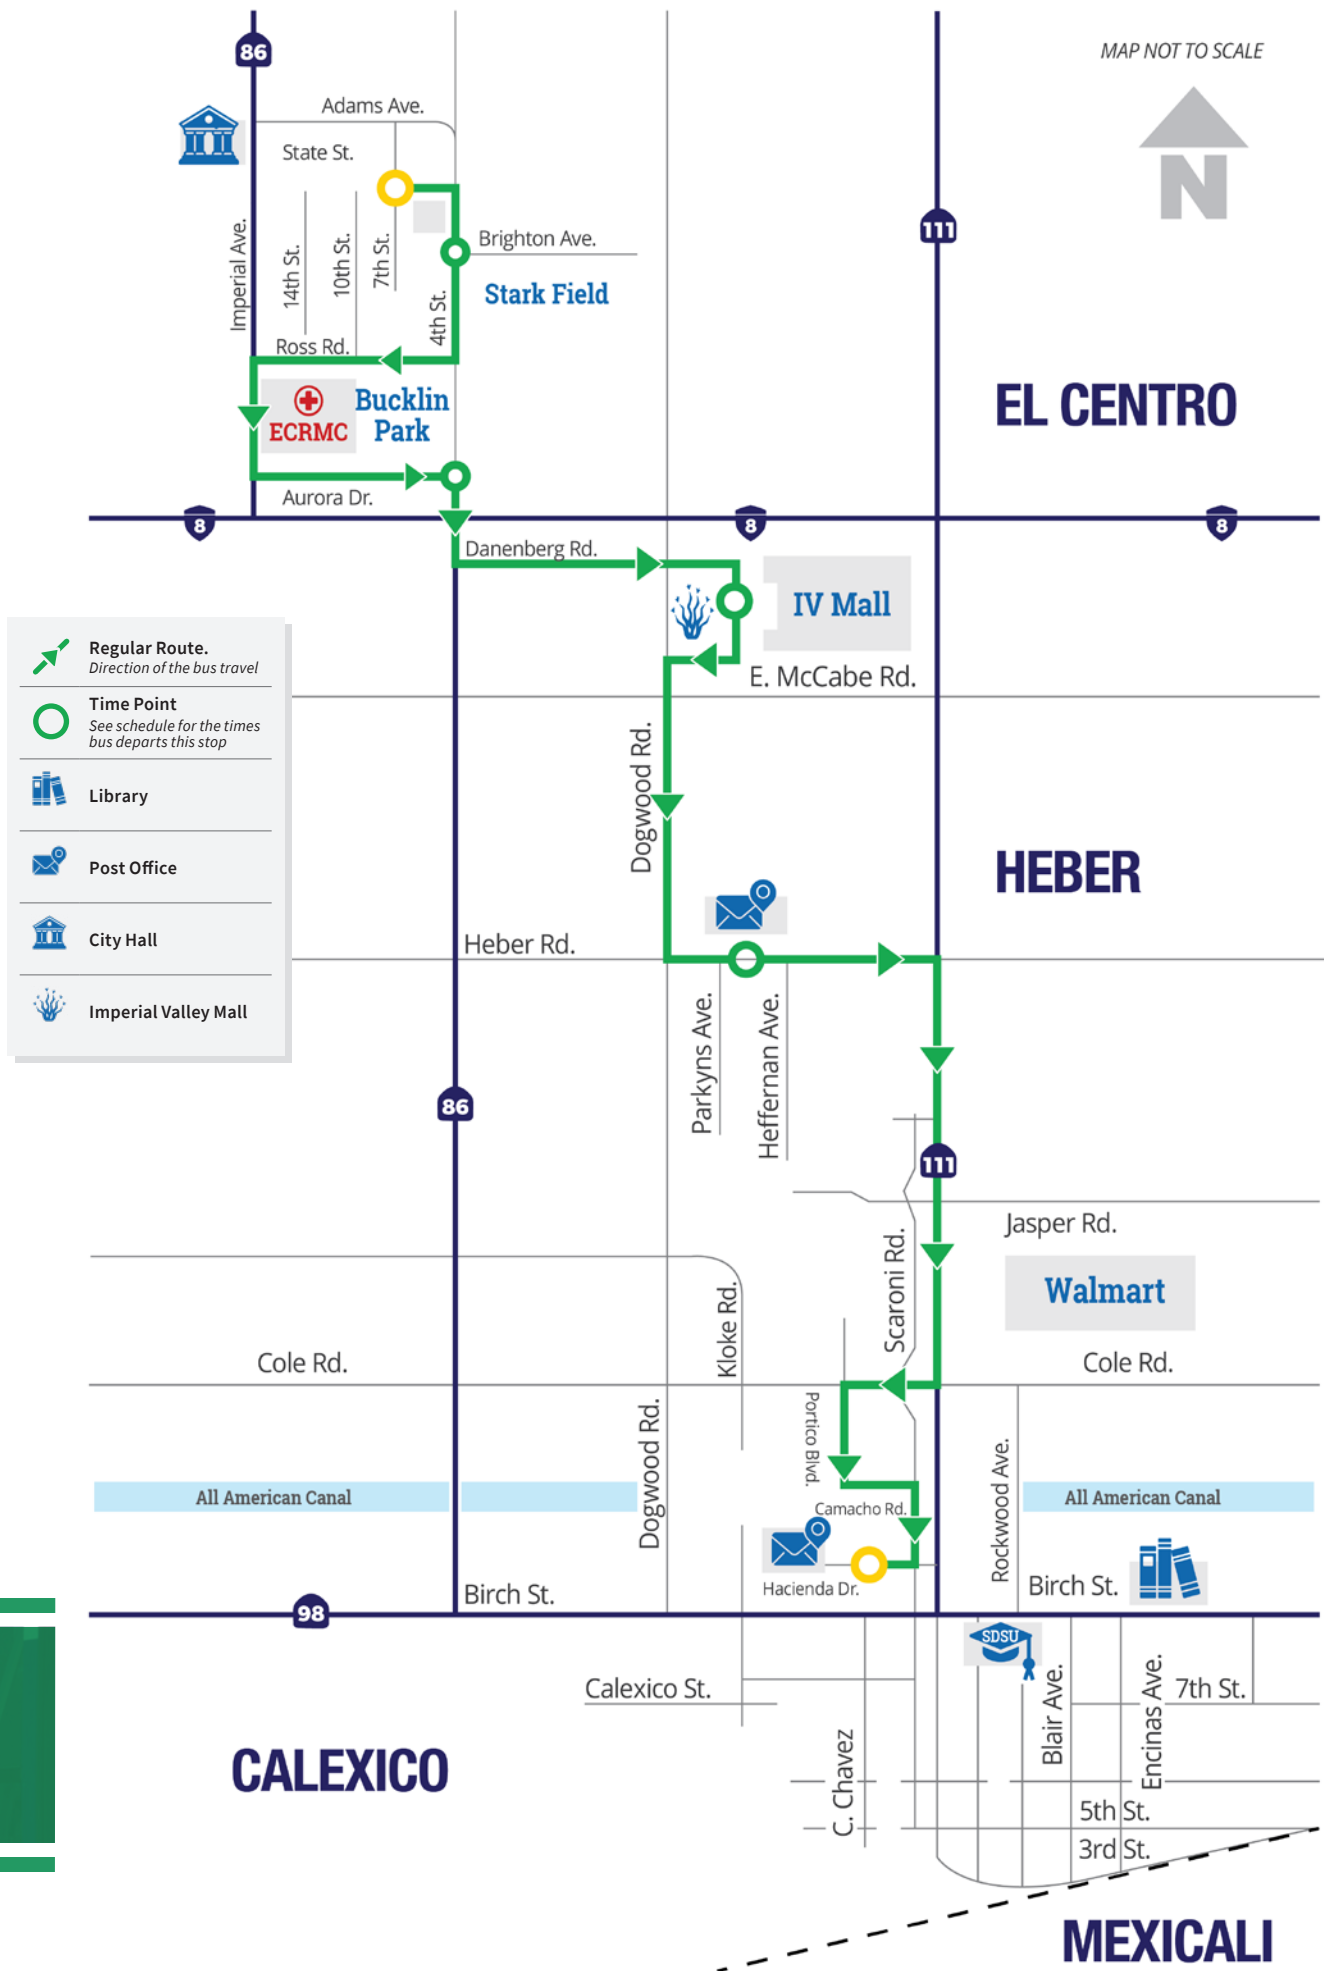 86
MAP NOT TO SCALE
Adams Ave.
State St.
N
111
Imperial Ave.
14th St.
10th St.
7th St.
4th St.
Brighton Ave.
Stark Field
Ross Rd.
EL CENTRO
ECRMC
Bucklin
Park
Aurora Dr.
8
8
8
Danenberg Rd.
IV Mall
E. McCabe Rd.
Regular Route.
Direction of the bus travel
Time Point
See schedule for the times
bus departs this stop
Library
Post Office
City Hall
Imperial Valley Mall
Dogwood Rd.
HEBER
Heber Rd.
Parkyns Ave.
Heffernan Ave.
86
111
Jasper Rd.
Scaroni Rd.
Walmart
Kloke Rd.
Cole Rd.
Cole Rd.
Dogwood Rd.
Portico Blvd.
Rockwood Ave.
All American Canal
All American Canal
Camacho Rd.
Hacienda Dr.
Birch St.
Birch St.
98
SDSU
Calexico St.
C. Chavez
Blair Ave.
Encinas Ave.
7th St.
CALEXICO
5th St.
3rd St.
MEXICALI